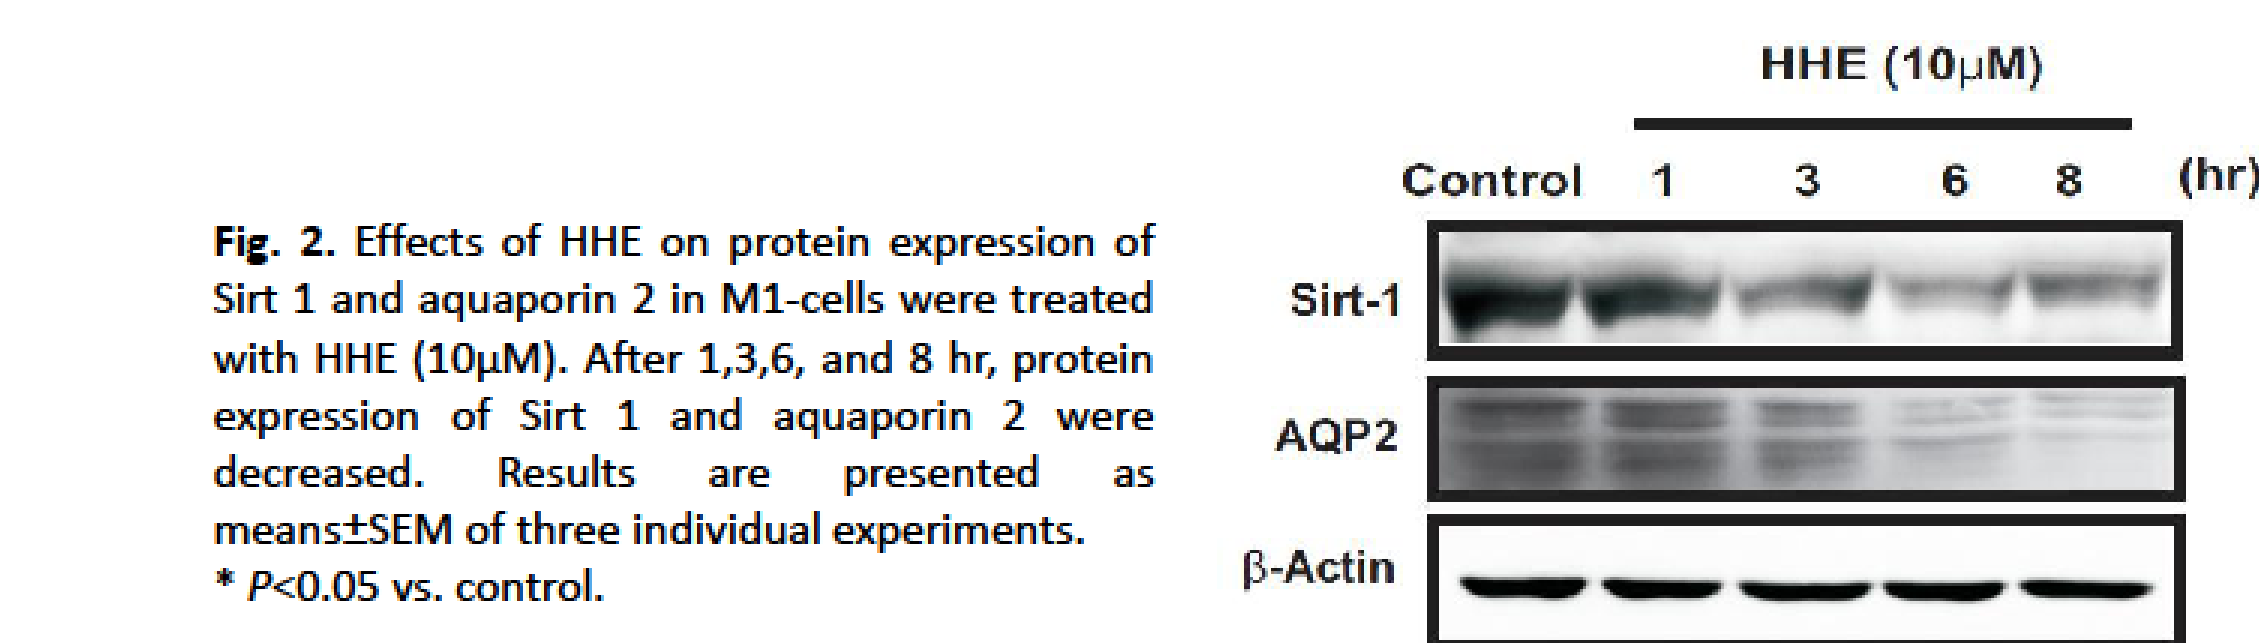 HHE (10μM)
Control 1 3 6 8 (hr)
Fig. 2. Effects of HHE on protein expression of
Sirt 1 and aquaporin 2 in M1-cells were treated
with HHE (10μM). After 1,3,6, and 8 hr, protein
expression of Sirt 1 and aquaporin 2 were
decreased. Results are presented as
means±SEM of three individual experiments.
* P<0.05 vs. control.
Sirt-1
AQP2
β-Actin